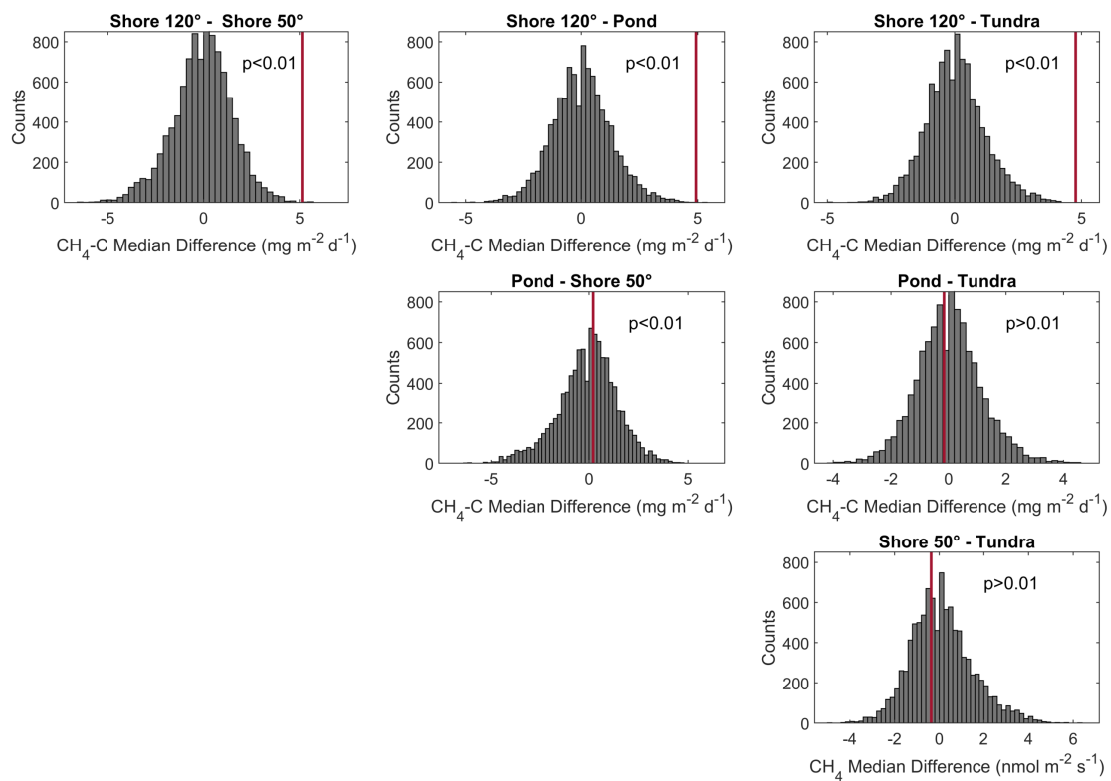 Shore 120° - Shore 50°
800
600
400
200
0
Counts
p<0.01
-5
0
5
CH₄-C Median Difference (mg m⁻² d⁻¹)
Shore 120° - Pond
800
600
400
200
0
Counts
p<0.01
-5
0
5
CH₄-C Median Difference (mg m⁻² d⁻¹)
Shore 120° - Tundra
800
600
400
200
0
Counts
p<0.01
-5
0
5
CH₄-C Median Difference (mg m⁻² d⁻¹)
Pond - Shore 50°
800
600
400
200
0
Counts
p<0.01
-5
0
5
CH₄-C Median Difference (mg m⁻² d⁻¹)
Pond - Tundra
800
600
400
200
0
Counts
p>0.01
-4
-2
0
2
4
CH₄-C Median Difference (mg m⁻² d⁻¹)
Shore 50° - Tundra
800
600
400
200
0
Counts
p>0.01
-4
-2
0
2
4
6
CH₄ Median Difference (nmol m⁻² s⁻¹)